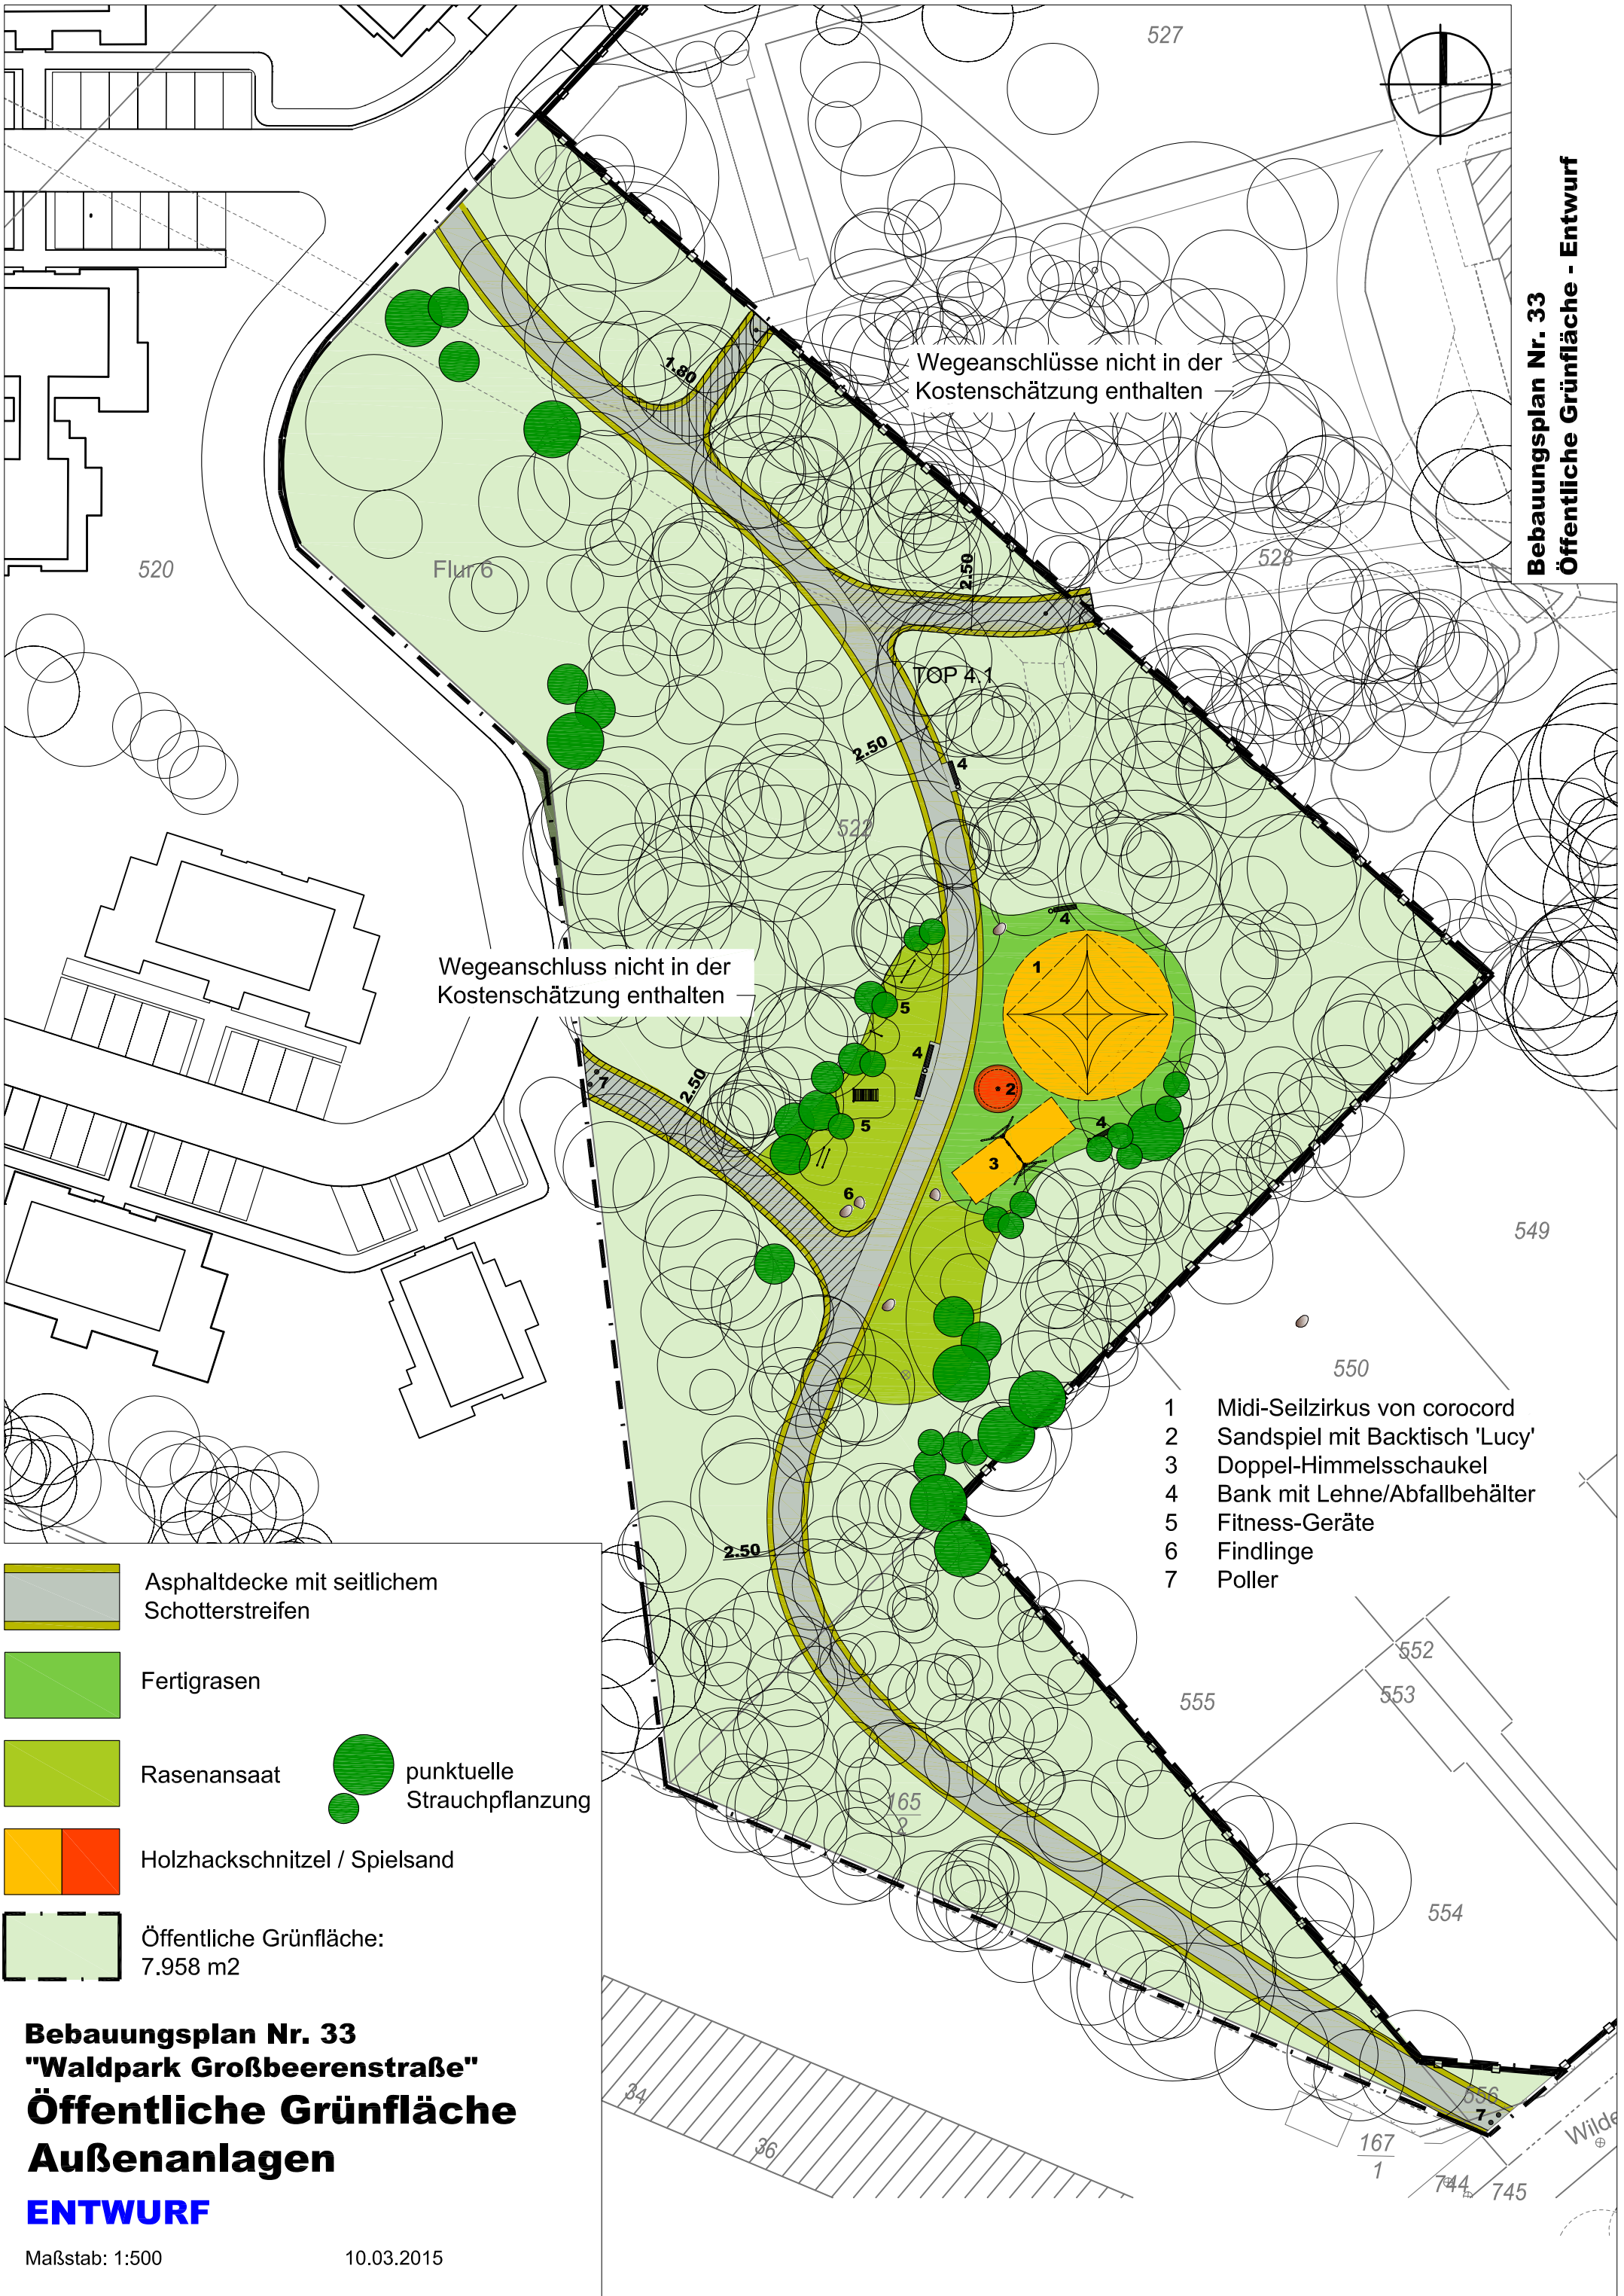 527
Bebauungsplan Nr. 33
Öffentliche Grünfläche - Entwurf
Wegeanschlüsse nicht in der
Kostenschätzung enthalten
1.80
520
Flur 6
528
2.50
TOP 4.1
2.50
4
522
4
1
Wegeanschluss nicht in der
Kostenschätzung enthalten
5
4
7
2.50
2
5
4
3
6
549
550
1 Midi-Seilzirkus von corocord
2 Sandspiel mit Backtisch 'Lucy'
3 Doppel-Himmelsschaukel
4 Bank mit Lehne/Abfallbehälter
5 Fitness-Geräte
6 Findlinge
7 Poller
2.50
552
553
555
165
2
554
556
7
Wilde
167
1
744
745
34
36
Asphaltdecke mit seitlichem
Schotterstreifen
Fertigrasen
Rasenansaat
punktuelle
Strauchpflanzung
Holzhackschnitzel / Spielsand
Öffentliche Grünfläche:
7.958 m2
Bebauungsplan Nr. 33
"Waldpark Großbeerenstraße"
Öffentliche Grünfläche
Außenanlagen
ENTWURF
Maßstab: 1:500
10.03.2015